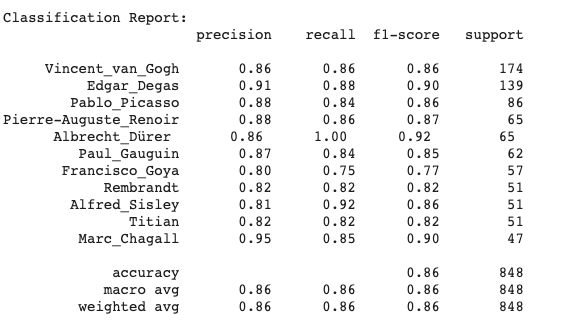 Classification Report:
precision recall f1-score support
Vincent_van_Gogh 0.86 0.86 0.86 174
Edgar_Degas 0.91 0.88 0.90 139
Pablo_Picasso 0.88 0.84 0.86 86
Pierre-Auguste_Renoir 0.88 0.86 0.87 65
Albrecht_Dürer 0.86 1.00 0.92 65
Paul_Gauguin 0.87 0.84 0.85 62
Francisco_Goya 0.80 0.75 0.77 57
Rembrandt 0.82 0.82 0.82 51
Alfred_Sisley 0.81 0.92 0.86 51
Titian 0.82 0.82 0.82 51
Marc_Chagall 0.95 0.85 0.90 47
accuracy 0.86 848
macro avg 0.86 0.86 0.86 848
weighted avg 0.86 0.86 0.86 848